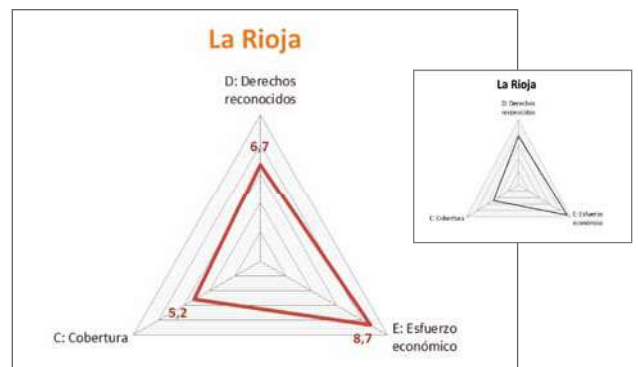 La Rioja
D: Derechos
reconocidos
6,7
5,2
8,7
C: Cobertura
E: Esfuerzo
económico
La Rioja
D: Derechos
reconocidos
C: Cobertura
E: Esfuerzo
económico